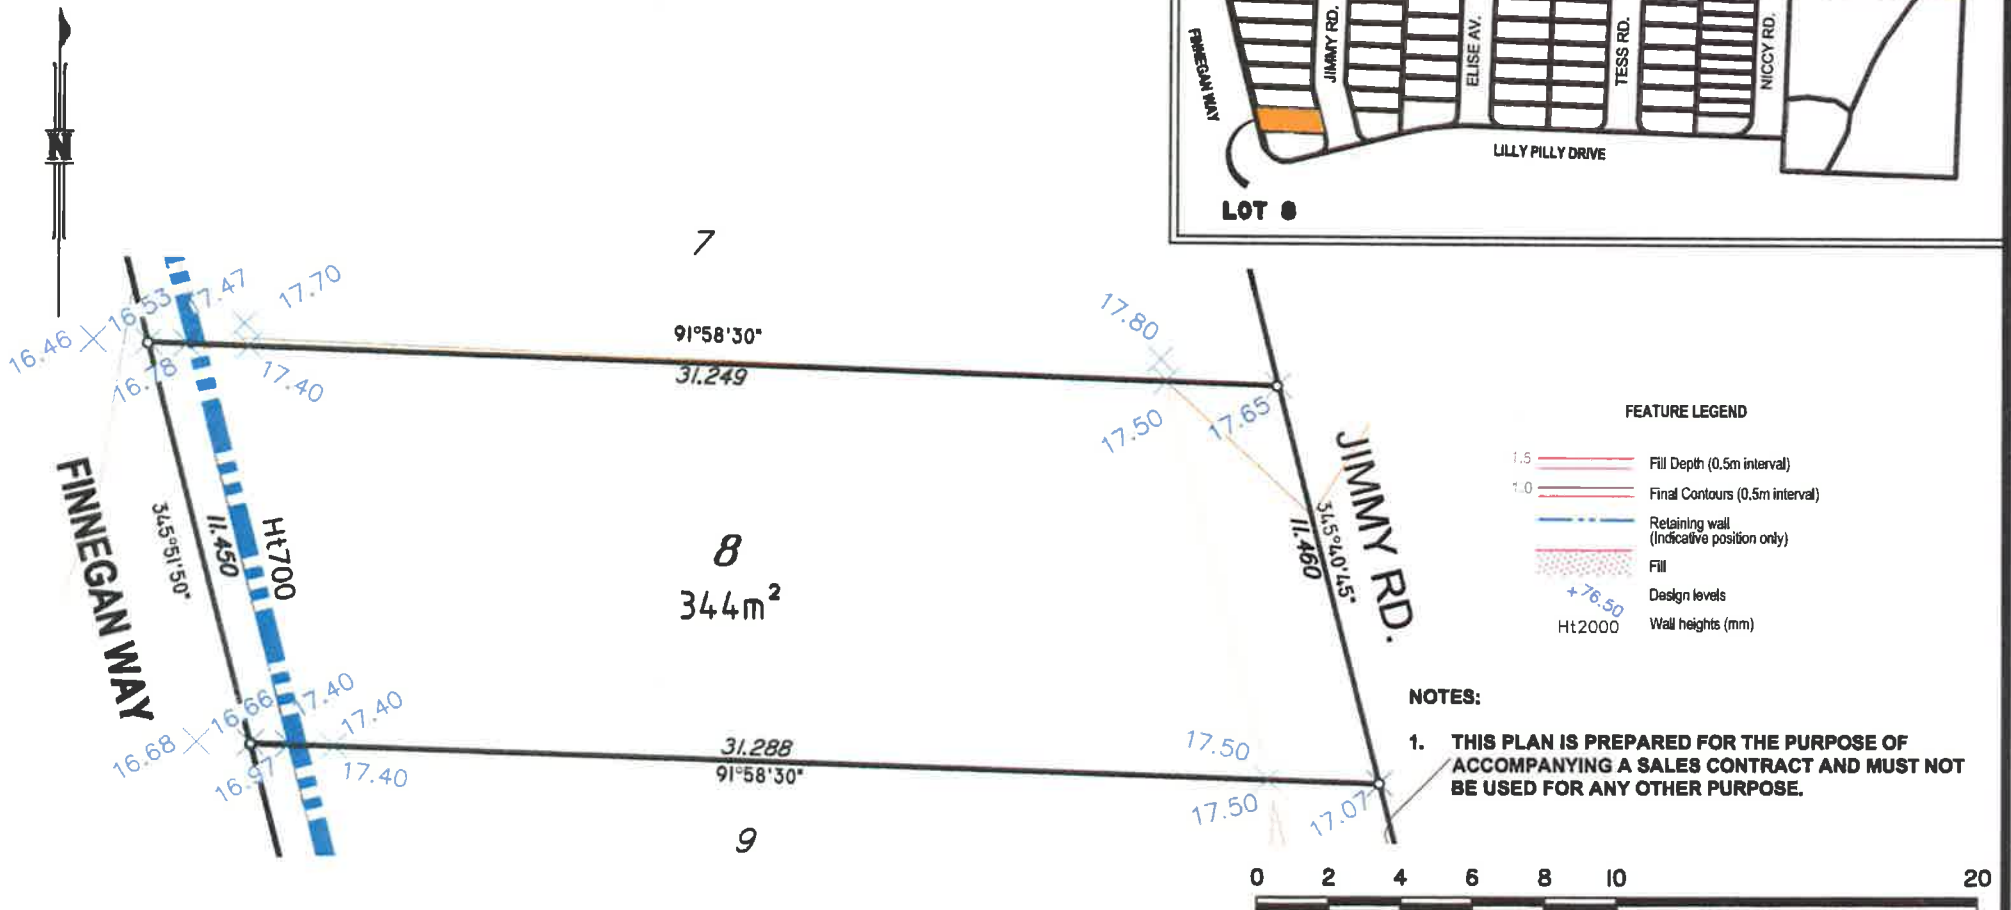 N
FINNEGAN WAY
JIMMY RD.
ELISE AV.
TESS RD.
NICCY RD.
LILLY PILLY DRIVE
LOT 8
7
16.46
16.53
17.47
17.70
16.78
17.40
91°58'30"
31.249
17.80
17.50
17.65
FINNEGAN WAY
345°51'50"
11.450
Ht700
8
344m²
11.460
345°40'45"
JIMMY RD.
16.68
16.66
17.40
17.40
16.97
17.40
31.288
91°58'30"
17.50
17.50
17.07
9
FEATURE LEGEND
1.5 Fill Depth (0.5m interval)
1.0 Final Contours (0.5m interval)
Retaining wall
(Indicative position only)
Fill
+76.50 Design levels
Ht2000 Wall heights (mm)
NOTES:
1. THIS PLAN IS PREPARED FOR THE PURPOSE OF
ACCOMPANYING A SALES CONTRACT AND MUST NOT
BE USED FOR ANY OTHER PURPOSE.
0 2 4 6 8 10 20